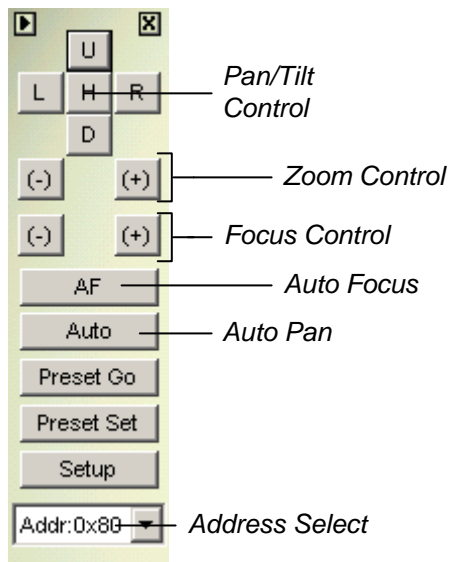 U
L H R
D
Pan/Tilt
Control
(-) (+) Zoom Control
(-) (+) Focus Control
AF Auto Focus
Auto Auto Pan
Preset Go
Preset Set
Setup
Addr:0x80 Address Select